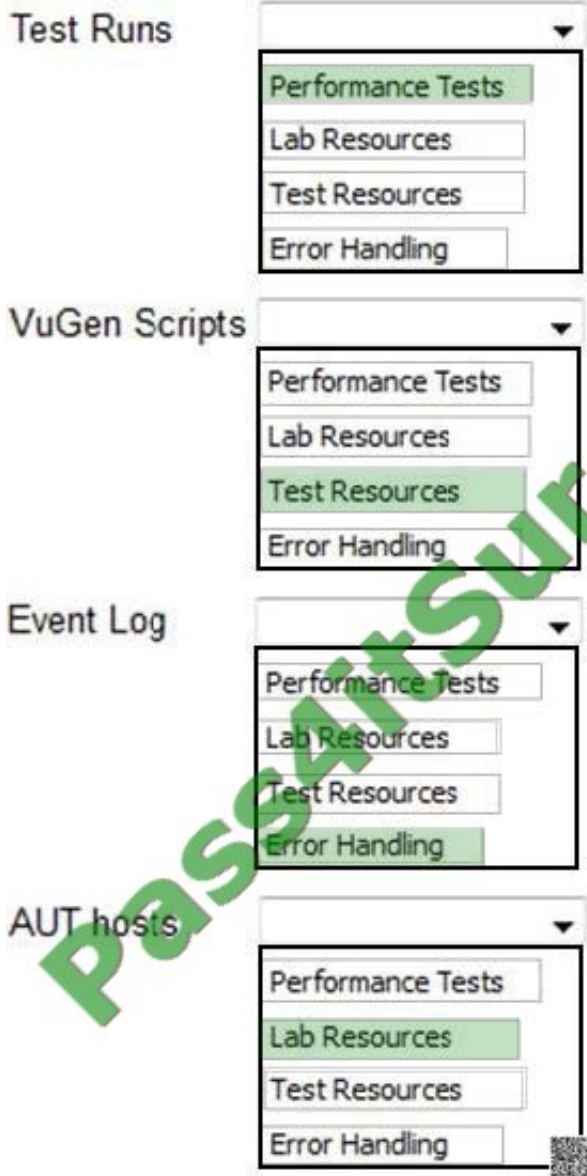 Test Runs
Performance Tests
Lab Resources
Test Resources
Error Handling
VuGen Scripts
Performance Tests
Lab Resources
Test Resources
Error Handling
Event Log
Performance Tests
Lab Resources
Test Resources
Error Handling
AUT hosts
Performance Tests
Lab Resources
Test Resources
Error Handling
Pass4itSur